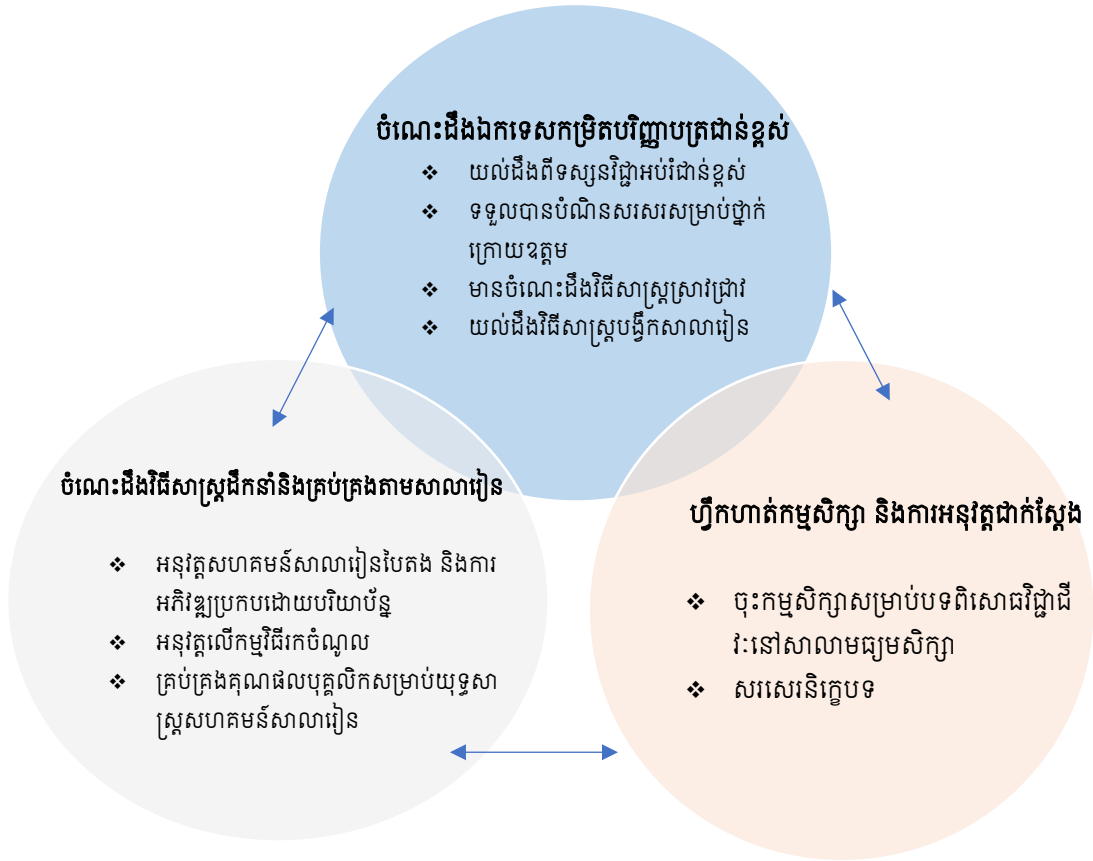 ចំណេះដឹងឯកទេសកម្រិតបរិញ្ញាបត្រជាន់ខ្ពស់
❖ យល់ដឹងពីទស្សនវិជ្ជាអប់រំជាន់ខ្ពស់
❖ ទទួលបានបំណិនសរសរសម្រាប់ថ្នាក់
ក្រោយឧត្តម
❖ មានចំណេះដឹងវិធីសាស្ត្រស្រាវជ្រាវ
❖ យល់ដឹងវិធីសាស្ត្របង្វឹកសាលារៀន
ចំណេះដឹងវិធីសាស្ត្រដឹកនាំនិងគ្រប់គ្រងតាមសាលារៀន
❖ អនុវត្តសហគមន៍សាលារៀនបៃតង និងការ
អភិវឌ្ឍប្រកបដោយបរិយាប័ន្ន
❖ អនុវត្តលើកម្មវិធីរកចំណូល
❖ គ្រប់គ្រងគុណផលបុគ្គលិកសម្រាប់យុទ្ធសា
ស្ត្រសហគមន៍សាលារៀន
ហ្វឹកហាត់កម្មសិក្សា និងការអនុវត្តជាក់ស្តែង
❖ ចុះកម្មសិក្សាសម្រាប់បទពិសោធវិជ្ជាជី
វៈនៅសាលាមធ្យមសិក្សា
❖ សរសេរនិក្ខេបទ